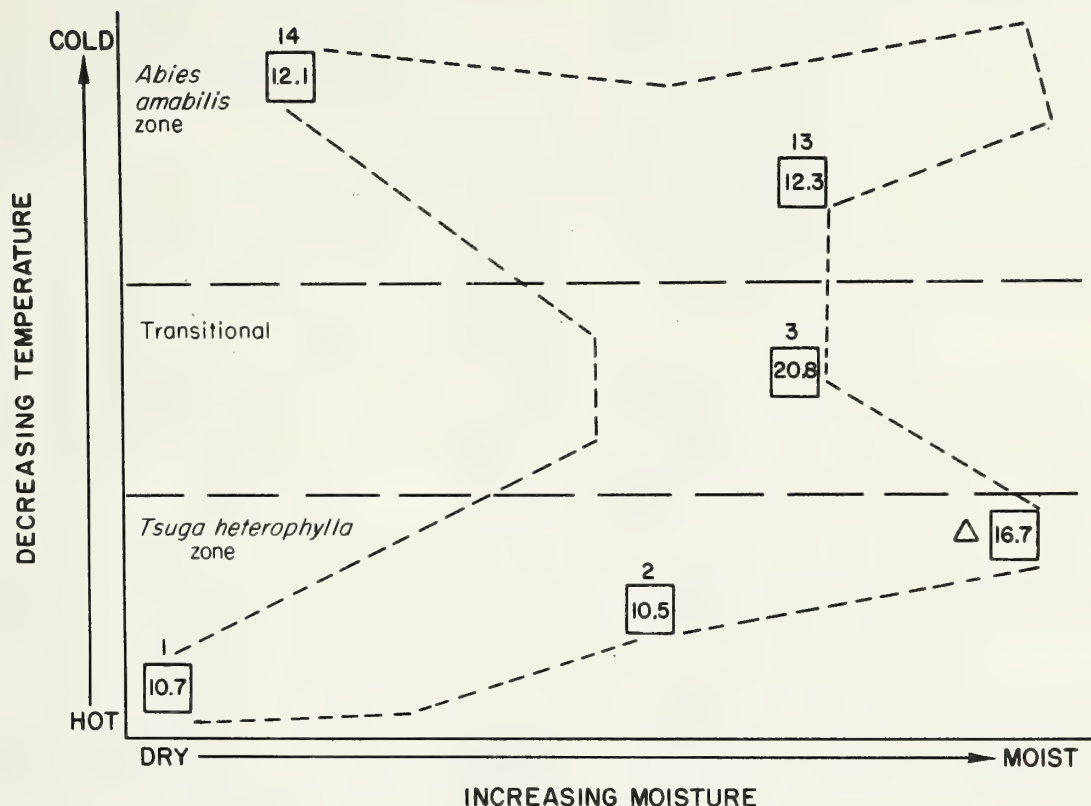 COLD
14
Abies
amabilis
zone
12.1
13
12.3
DECREASING TEMPERATURE
Transitional
3
20.8
Tsuga heterophylla
zone
△ 16.7
2
10.5
1
10.7
HOT
DRY
MOIST
INCREASING MOISTURE